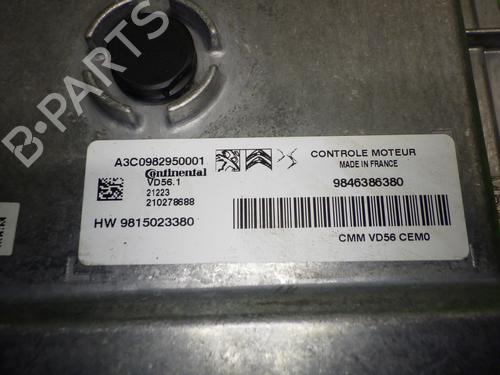 A3C0982950001
Continental
VD56.1
21223
210278688
HW 9815023380
CONTROLE MOTEUR
MADE IN FRANCE
9846386380
CMM VD56 CEM0
B-PARTS